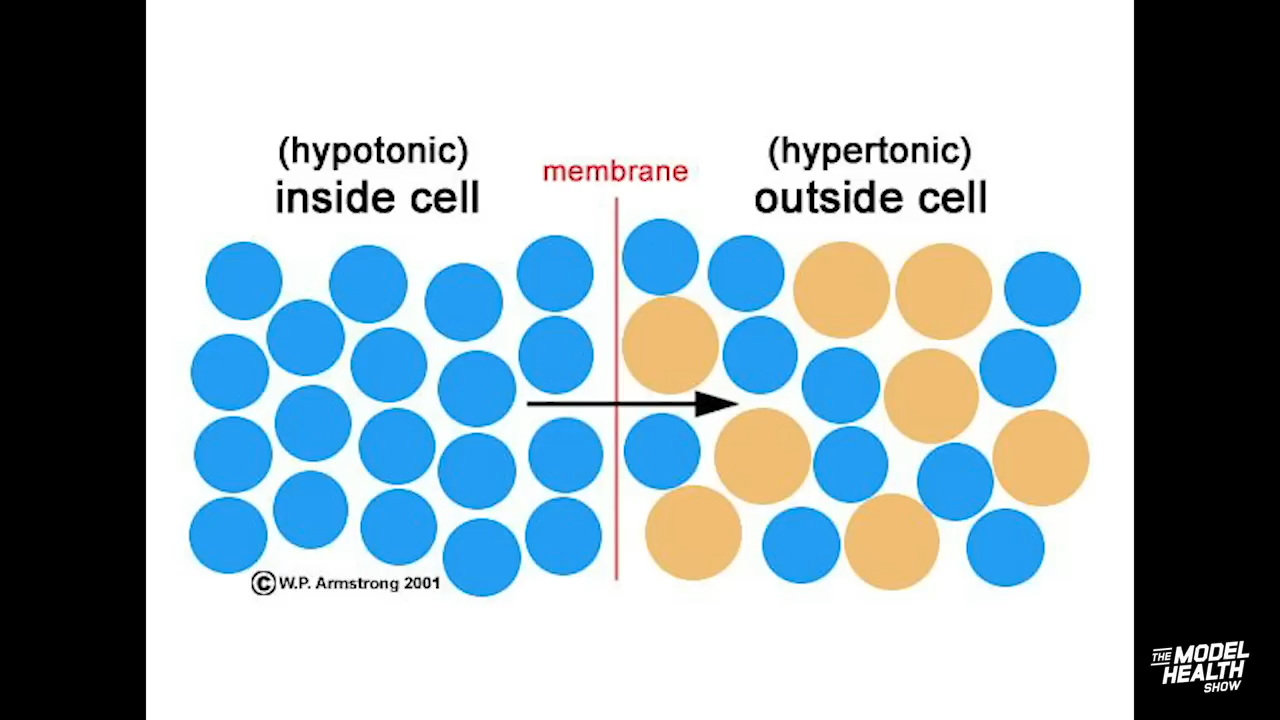 (hypotonic)
inside cell
membrane
(hypertonic)
outside cell
©W.P. Armstrong 2001
THE MODEL
HEALTH
SHOW